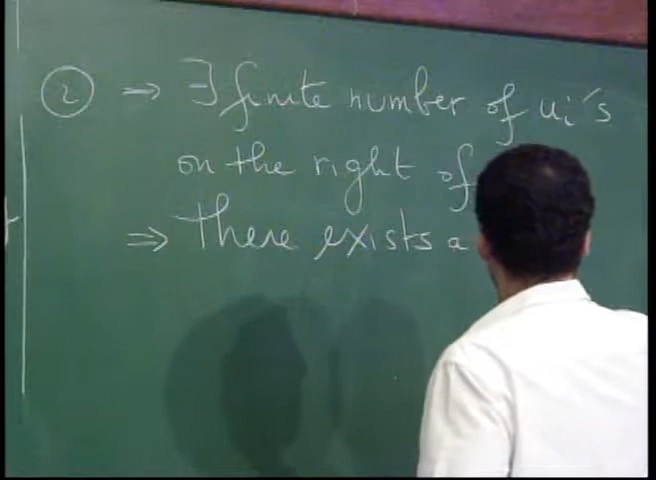 ② ⇒ ∃ finite number of uᵢ's
on the right of
⇒ There exists a